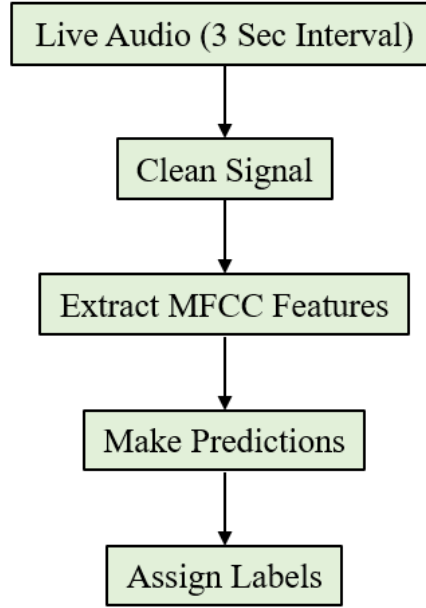 Live Audio (3 Sec Interval)
Clean Signal
Extract MFCC Features
Make Predictions
Assign Labels